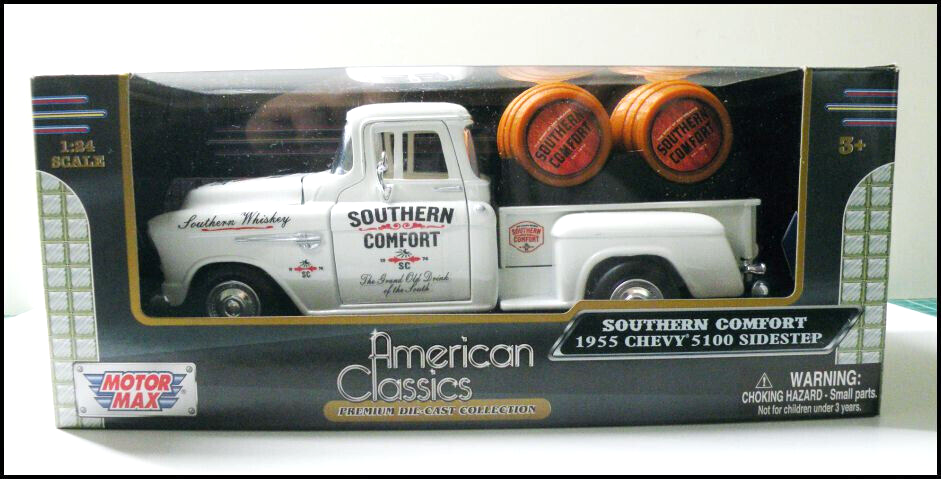 1:24
SCALE
3+
SOUTHERN
COMFORT
SOUTHERN
COMFORT
Southern Whiskey
SOUTHERN
COMFORT
SOUTHERN
COMFORT
SC
SC
The Grand Old Drink
of the South
SOUTHERN COMFORT
1955 CHEVY 5100 SIDESTEP
American
Classics
PREMIUM DIE-CAST COLLECTION
MOTOR
MAX
WARNING:
CHOKING HAZARD - Small parts.
Not for children under 3 years.